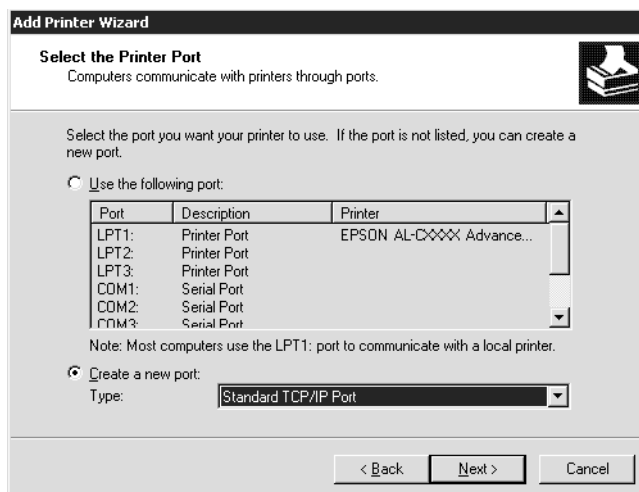 Add Printer Wizard
Select the Printer Port
Computers communicate with printers through ports.
Select the port you want your printer to use. If the port is not listed, you can create a
new port.
Use the following port:
Port Description Printer
LPT1: Printer Port EPSON AL-CXXXX Advance...
LPT2: Printer Port
LPT3: Printer Port
COM1: Serial Port
COM2: Serial Port
COM3: Serial Port
Note: Most computers use the LPT1: port to communicate with a local printer.
Create a new port:
Type: Standard TCP/IP Port
< Back Next > Cancel